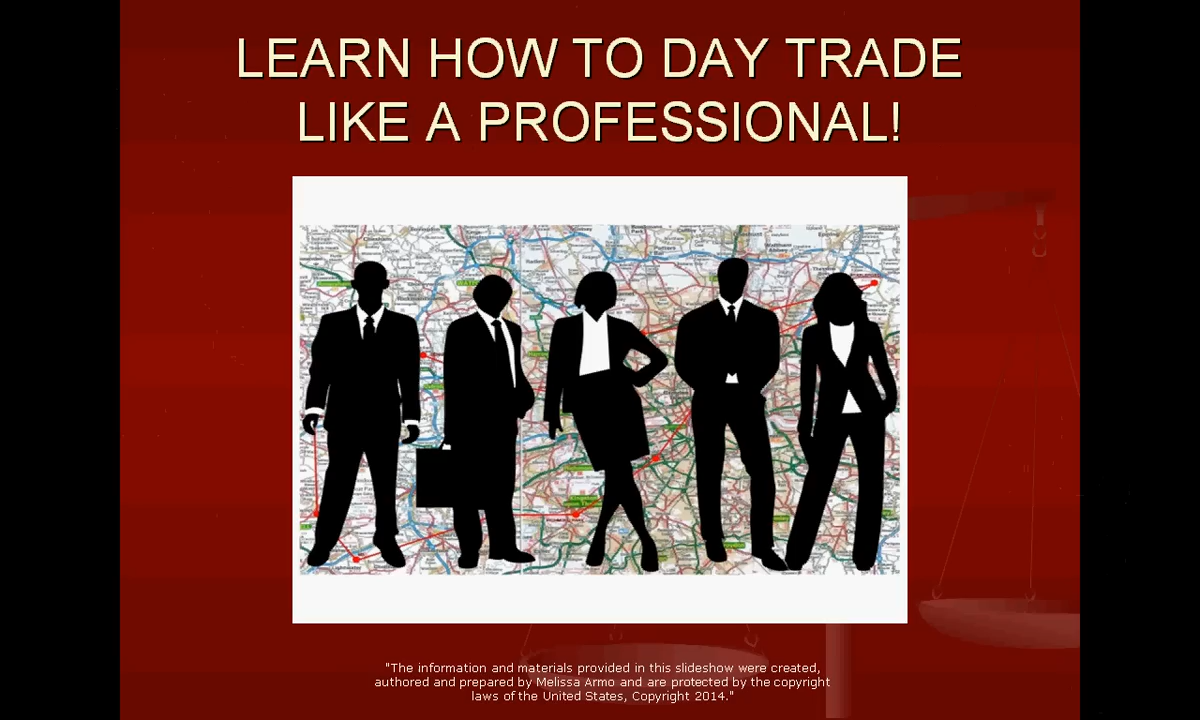 LEARN HOW TO DAY TRADE
LIKE A PROFESSIONAL!
"The information and materials provided in this slideshow were created,
authored and prepared by Melissa Armo and are protected by the copyright
laws of the United States, Copyright 2014."